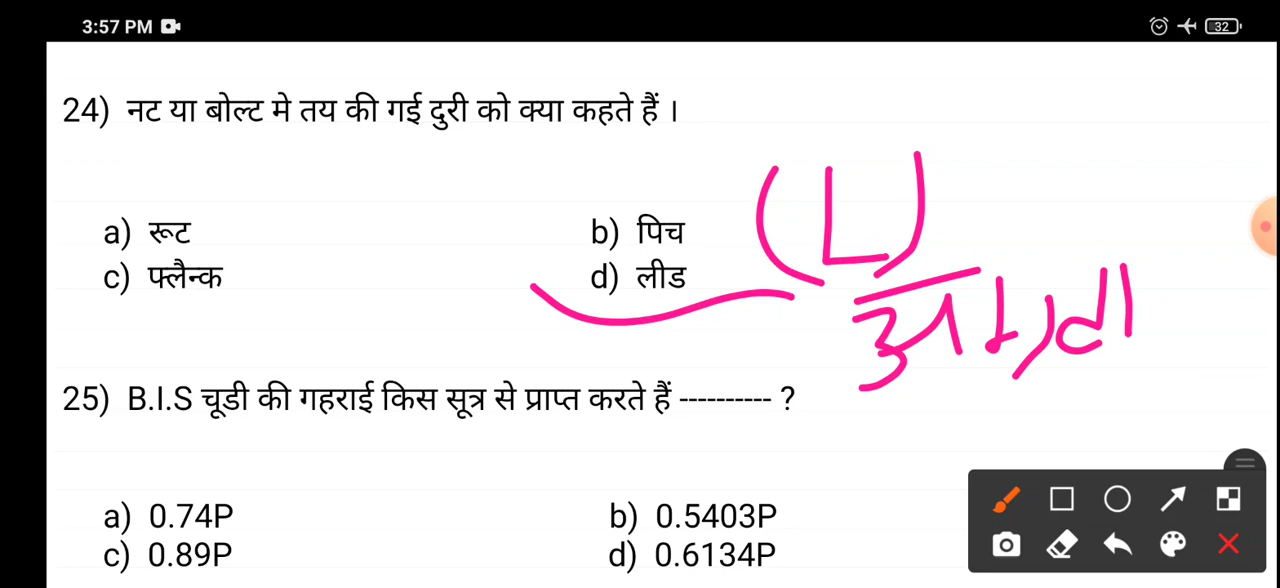 3:57 PM
32
24) नट या बोल्ट मे तय की गई दुरी को क्या कहते हैं ।
(L)
a) रूट b) पिच
c) फ्लैन्क d) लीड
25) B.I.S चूडी की गहराई किस सूत्र से प्राप्त करते हैं ---------- ?
a) 0.74P b) 0.5403P
c) 0.89P d) 0.6134P